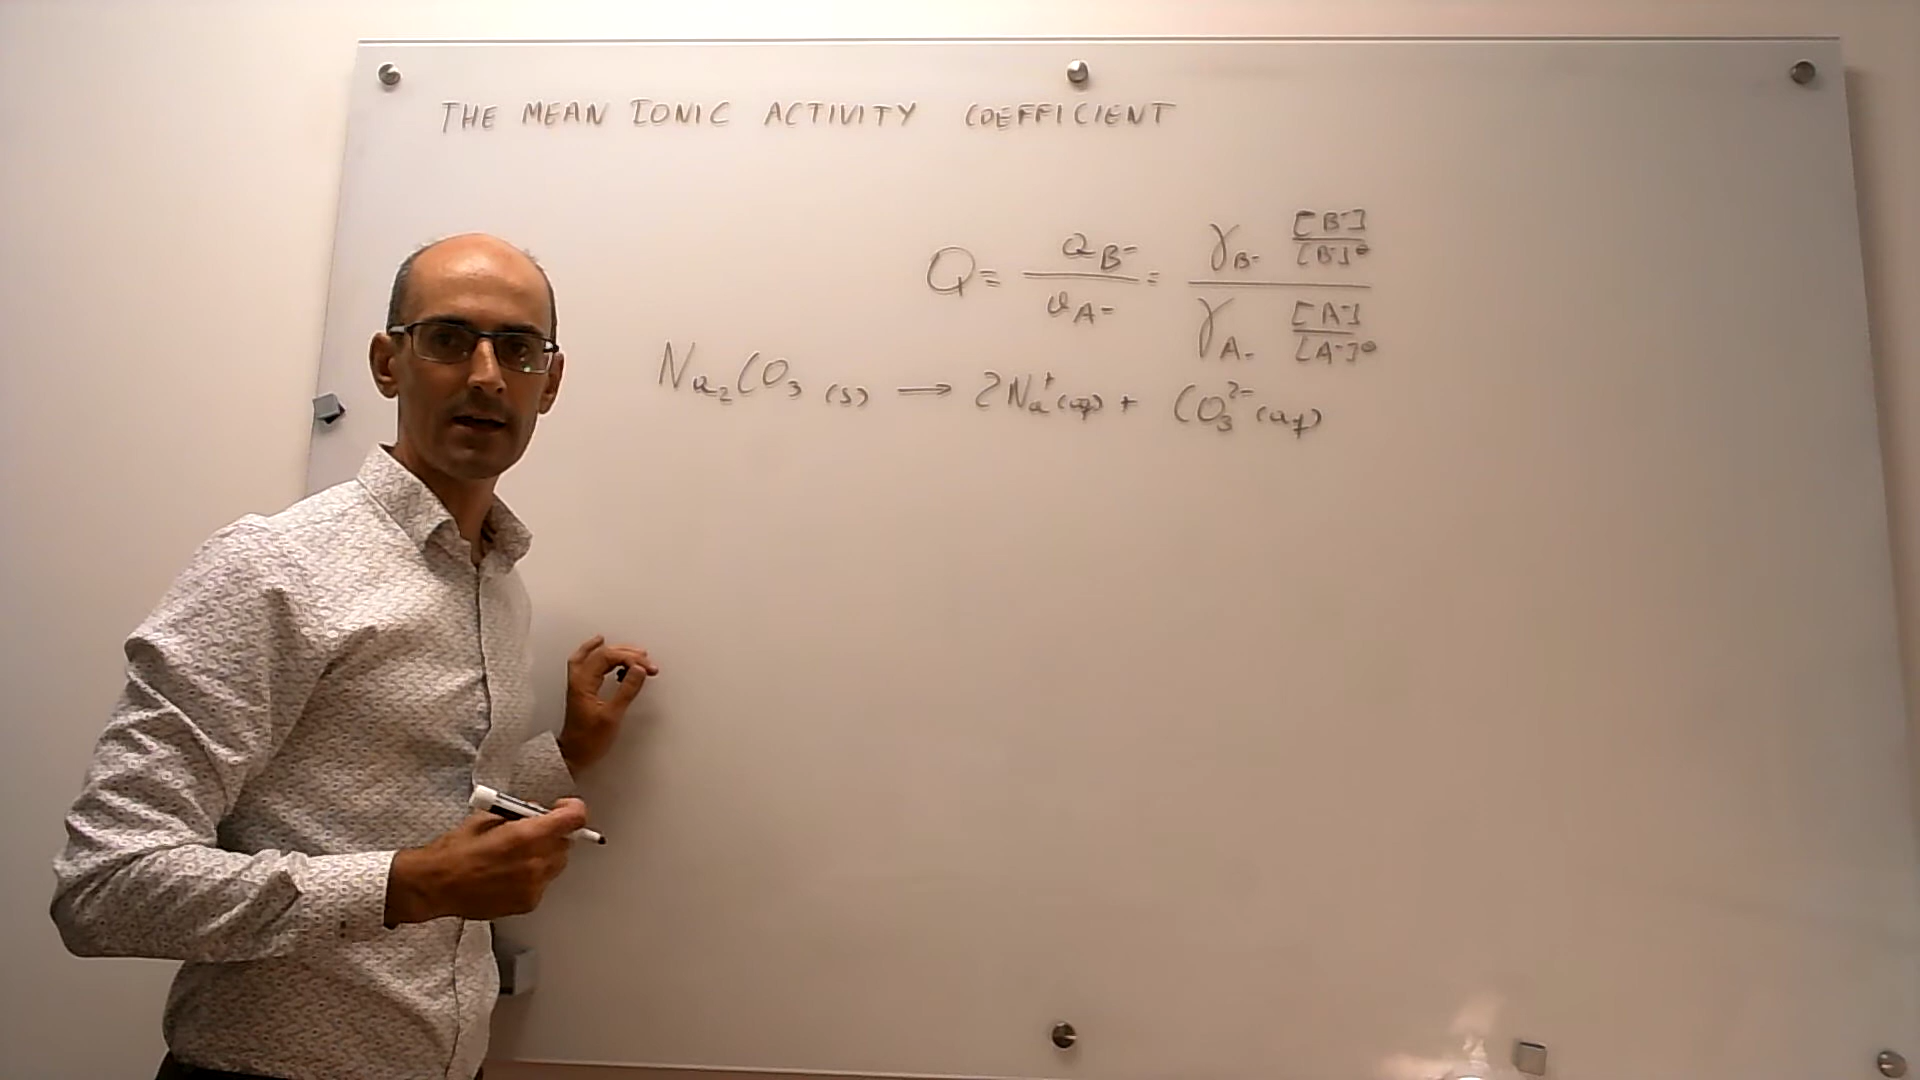 THE MEAN IONIC ACTIVITY COEFFICIENT
Q = a_B⁻ / a_A⁻ = γ_B⁻ [B⁻]/[B⁻]^⊖ / γ_A⁻ [A⁻]/[A⁻]^⊖
Na₂CO₃ (s) → 2Na⁺(aq) + CO₃²⁻(aq)